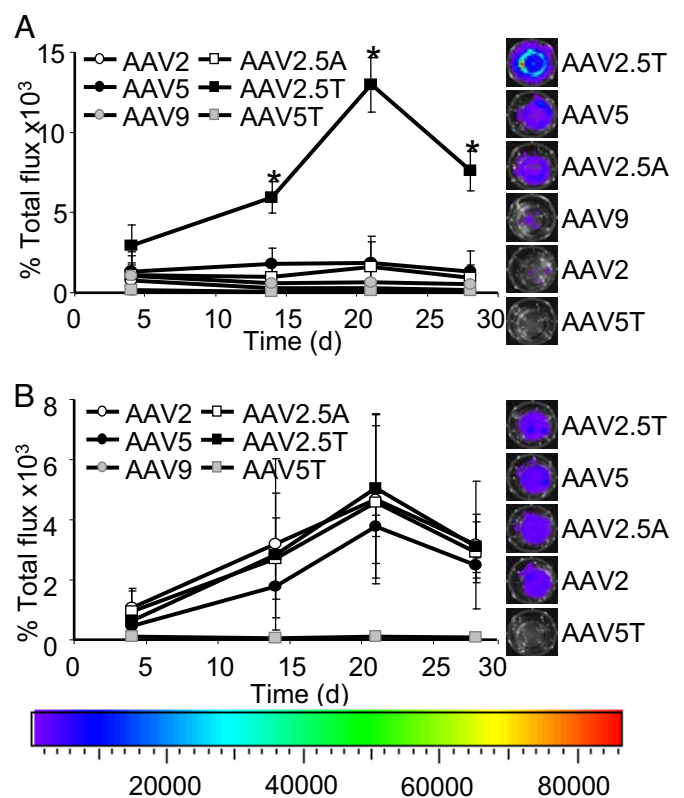 A
15
10
5
0
% Total flux x10³
AAV2
AAV2.5A
AAV5
AAV2.5T
AAV9
AAV5T
*
*
*
0 5 10 15 20 25 30
Time (d)
AAV2.5T
AAV5
AAV2.5A
AAV9
AAV2
AAV5T
B
8
6
4
2
0
% Total flux x10³
AAV2
AAV2.5A
AAV5
AAV2.5T
AAV9
AAV5T
0 5 10 15 20 25 30
Time (d)
AAV2.5T
AAV5
AAV2.5A
AAV2
AAV5T
20000 40000 60000 80000